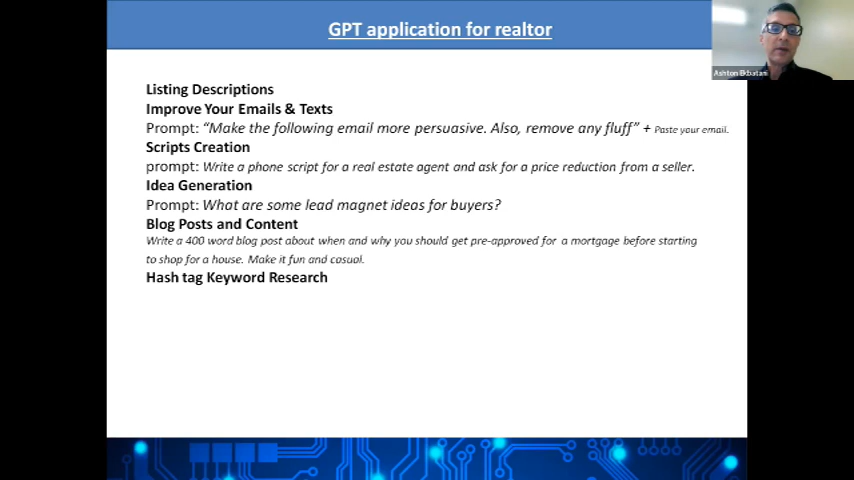 GPT application for realtor
Ashton Ekbatani
Listing Descriptions
Improve Your Emails & Texts
Prompt: “Make the following email more persuasive. Also, remove any fluff” + Paste your email.
Scripts Creation
prompt: Write a phone script for a real estate agent and ask for a price reduction from a seller.
Idea Generation
Prompt: What are some lead magnet ideas for buyers?
Blog Posts and Content
Write a 400 word blog post about when and why you should get pre-approved for a mortgage before starting
to shop for a house. Make it fun and casual.
Hash tag Keyword Research